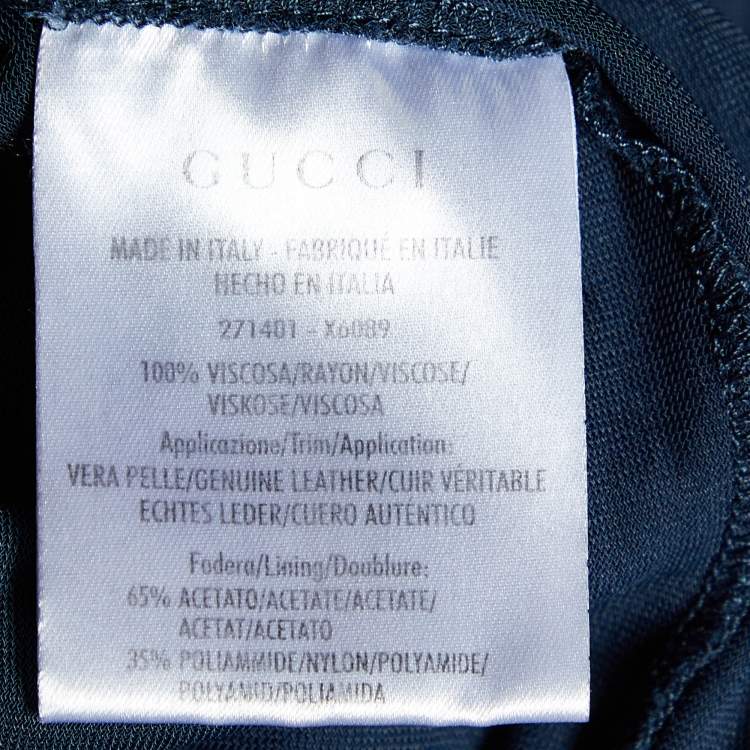 GUCCI
MADE IN ITALY - FABRIQUÉ EN ITALIE
HECHO EN ITALIA
271401 - X6089
100% VISCOSA/RAYON/VISCOSE/
VISKOSE/VISCOSA
Applicazione/Trim/Application:
VERA PELLE/GENUINE LEATHER/CUIR VÉRITABLE
ECHTES LEDER/CUERO AUTÉNTICO
Fodera/Lining/Doublure:
65% ACETATO/ACETATE/ACETATE/
ACETAT/ACETATO
35% POLIAMMIDE/NYLON/POLYAMIDE/
POLYAMID/POLIAMIDA